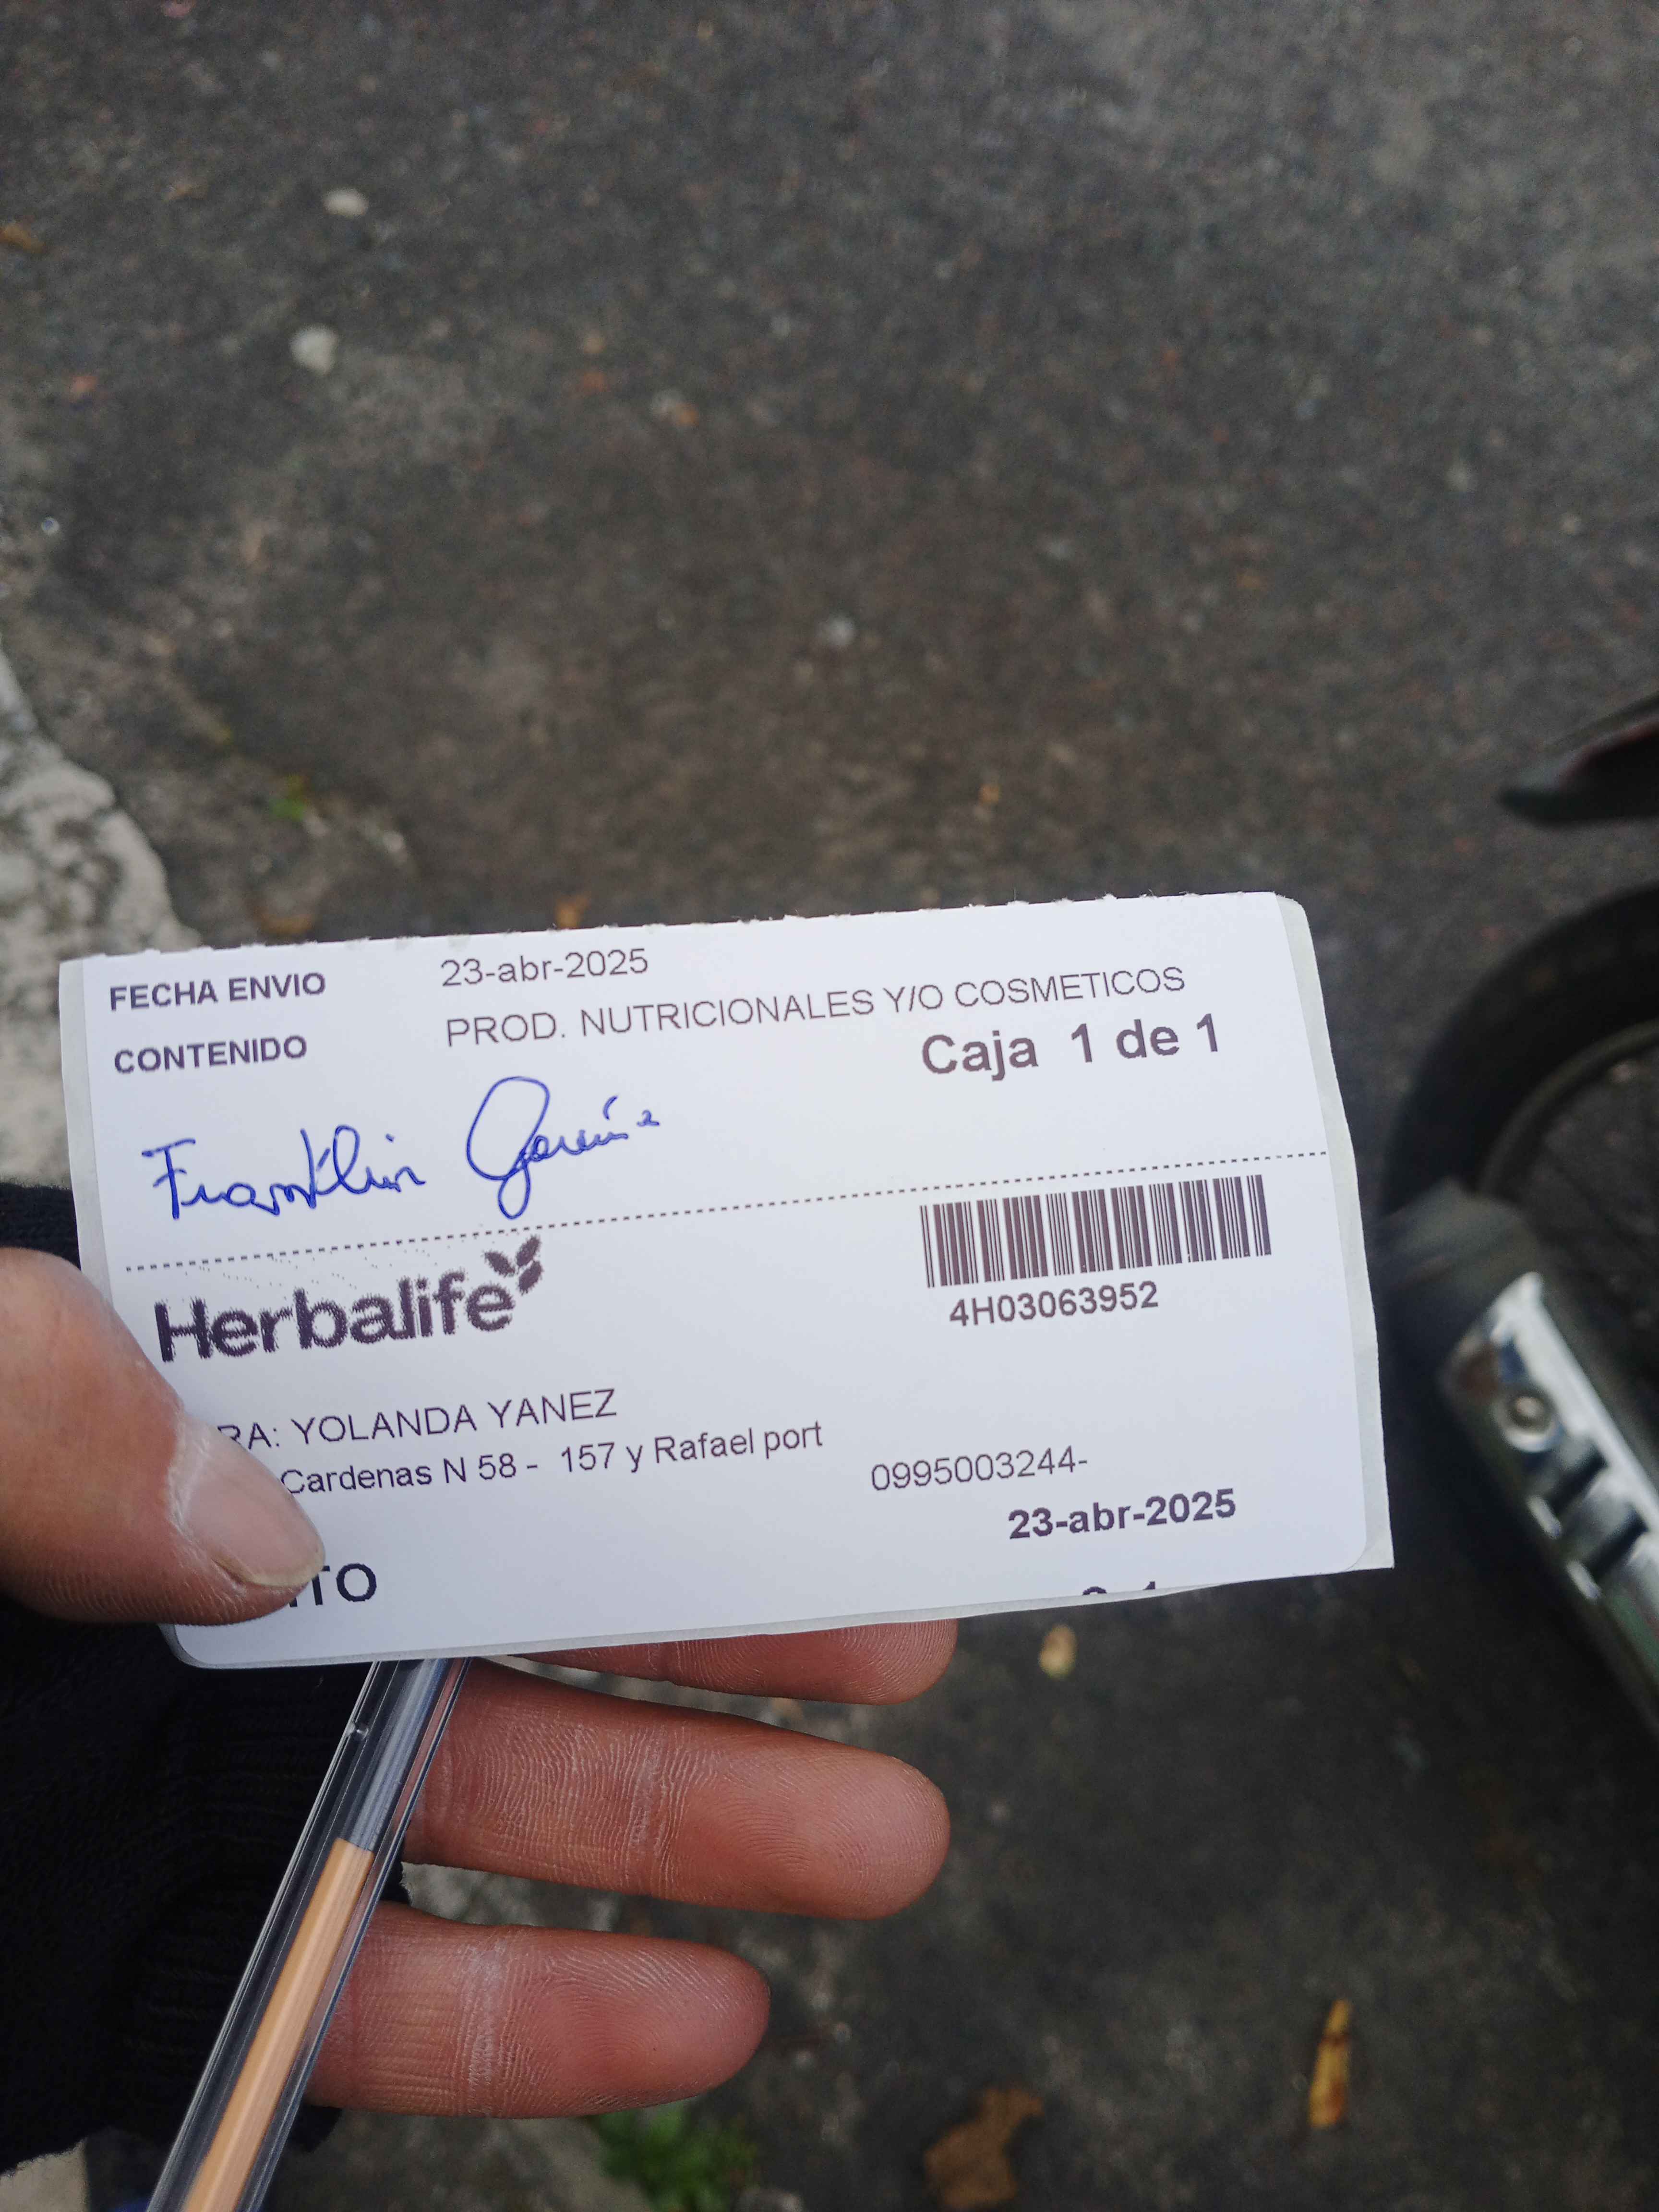 FECHA ENVIO 23-abr-2025
CONTENIDO PROD. NUTRICIONALES Y/O COSMETICOS
Caja 1 de 1
Franklin
Herbalife
4H03063952
RA: YOLANDA YANEZ
Cardenas N 58 - 157 y Rafael port
0995003244-
23-abr-2025
TO